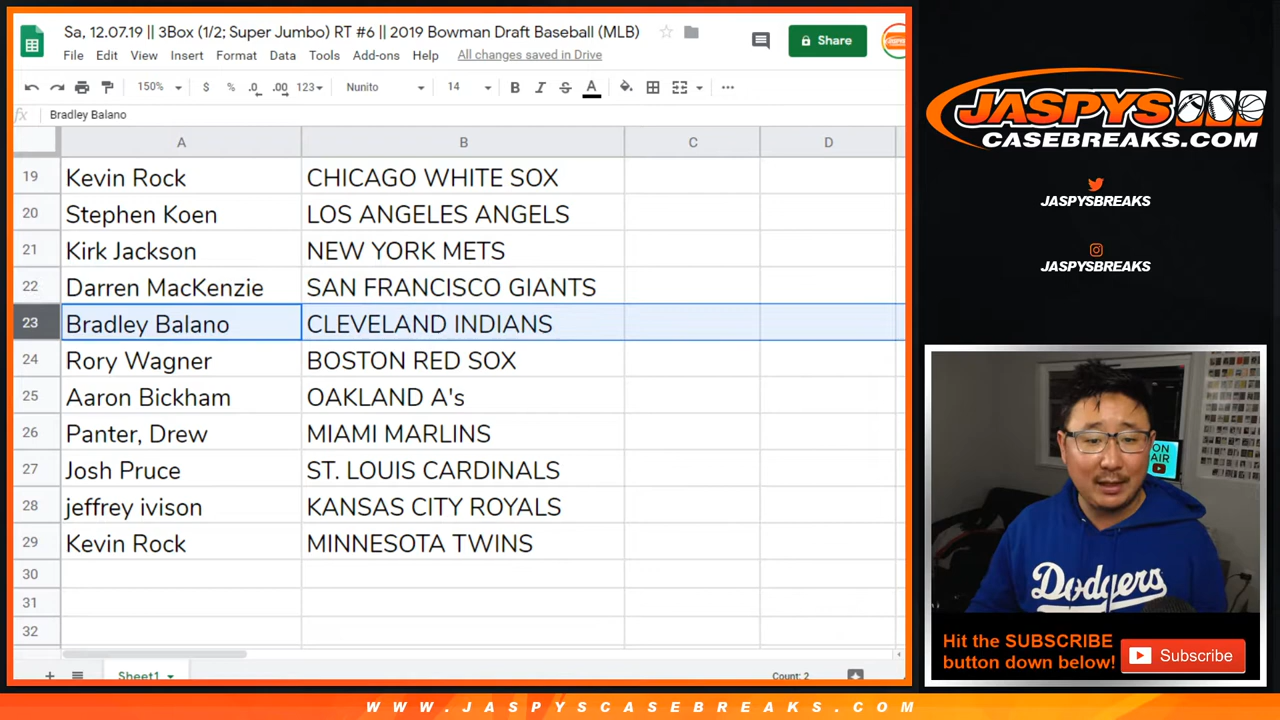 Sa, 12.07.19 || 3Box (1/2; Super Jumbo) RT #6 || 2019 Bowman Draft Baseball (MLB)
File Edit View Insert Format Data Tools Add-ons Help All changes saved in Drive
Share
150% $ % .0 .00 123 Nunito 14 B I S A
fx Bradley Balano
A B C D
19 Kevin Rock CHICAGO WHITE SOX
20 Stephen Koen LOS ANGELES ANGELS
21 Kirk Jackson NEW YORK METS
22 Darren MacKenzie SAN FRANCISCO GIANTS
23 Bradley Balano CLEVELAND INDIANS
24 Rory Wagner BOSTON RED SOX
25 Aaron Bickham OAKLAND A's
26 Panter, Drew MIAMI MARLINS
27 Josh Pruce ST. LOUIS CARDINALS
28 jeffrey ivison KANSAS CITY ROYALS
29 Kevin Rock MINNESOTA TWINS
30
31
32
Sheet1 Count: 2
JASPYS
CASEBREAKS.COM
JASPYSBREAKS
JASPYSBREAKS
ON
AIR
Dodgers
Hit the SUBSCRIBE
button down below!
Subscribe
WWW.JASPYSCASEBREAKS.COM